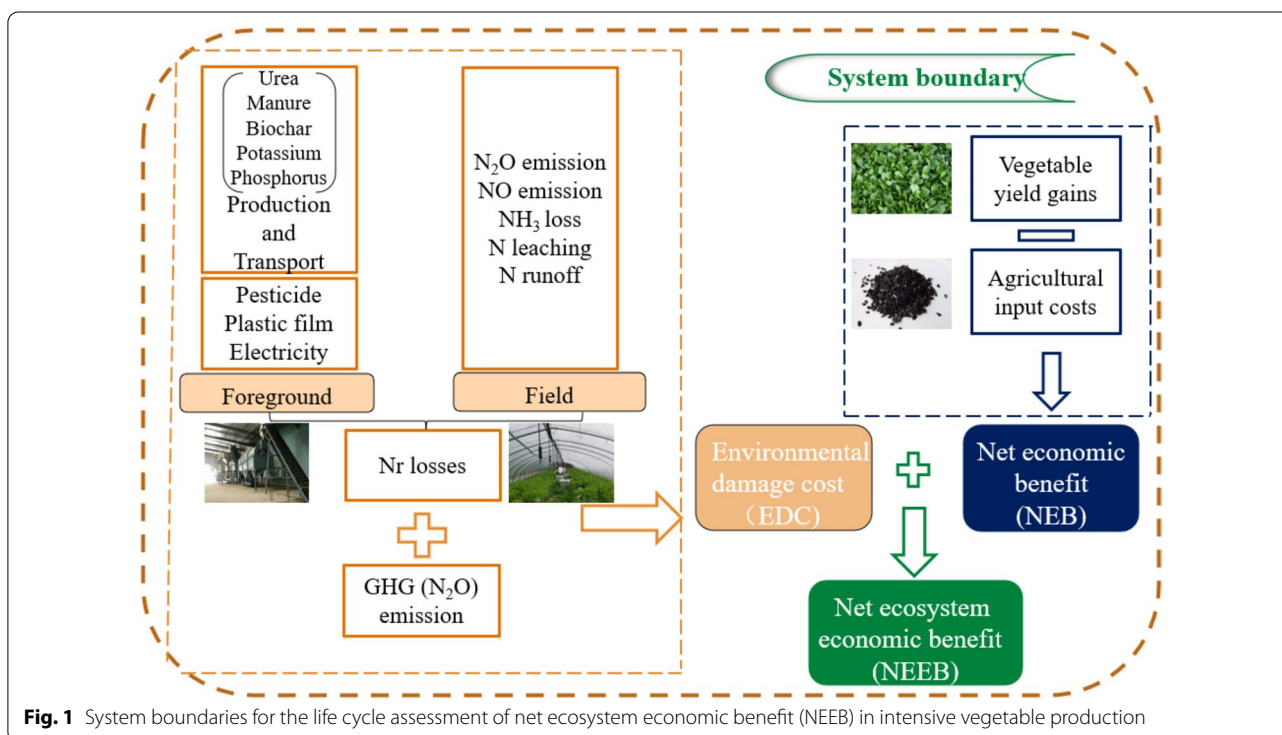 Urea
Manure
Biochar
Potassium
Phosphorus
Production
and
Transport
Pesticide
Plastic film
Electricity
Foreground
N₂O emission
NO emission
NH₃ loss
N leaching
N runoff
Field
Nr losses
GHG (N₂O)
emission
System boundary
Vegetable
yield gains
Agricultural
input costs
Environmental
damage cost
（EDC）
Net economic
benefit
(NEB)
Net ecosystem
economic benefit
(NEEB)
Fig. 1 System boundaries for the life cycle assessment of net ecosystem economic benefit (NEEB) in intensive vegetable production